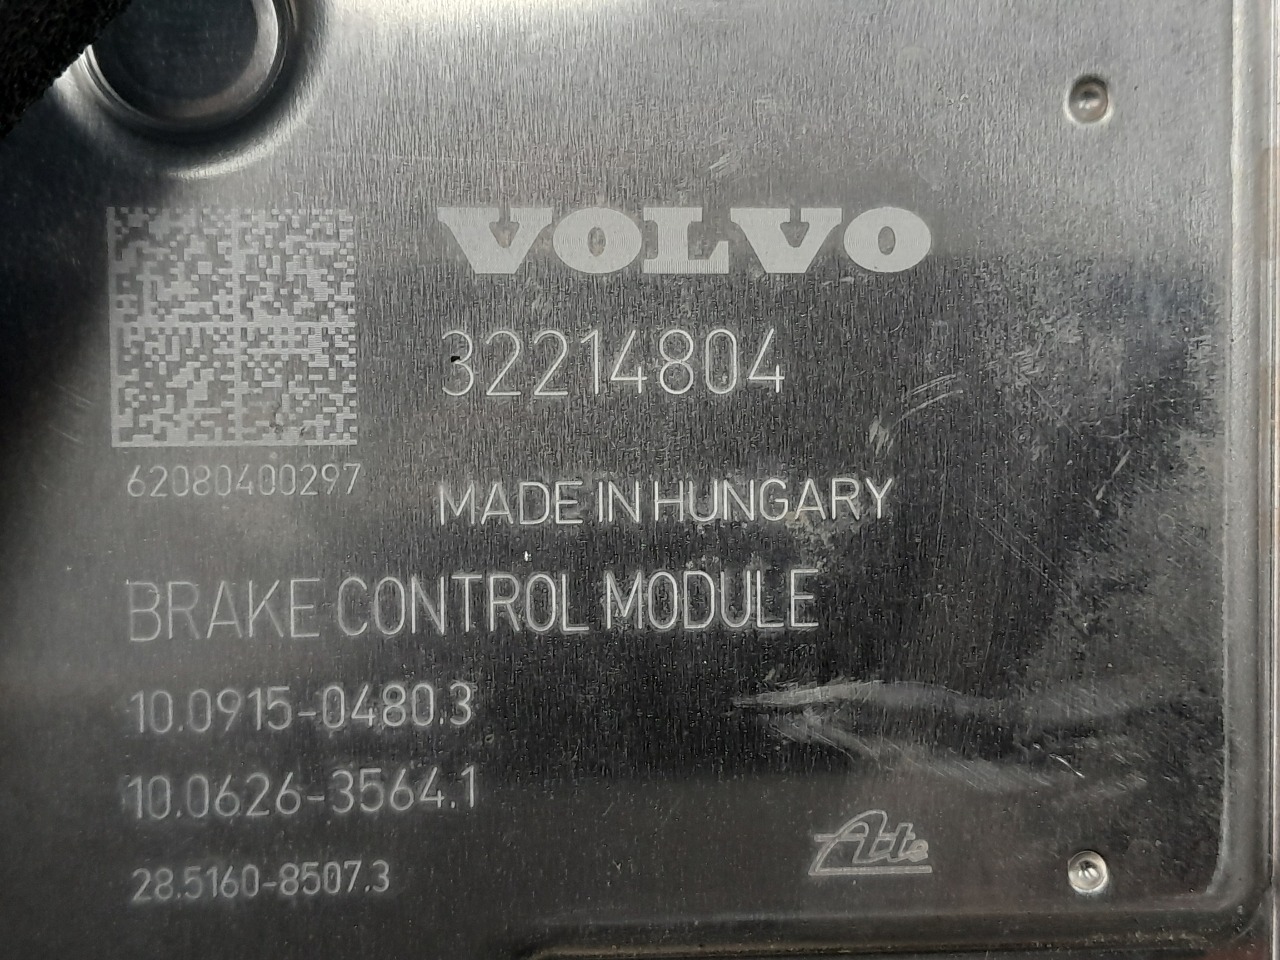 VOLVO
32214804
62080400297
MADE IN HUNGARY
BRAKE CONTROL MODULE
10.0915-0480.3
10.0626-3564.1
28.5160-8507.3
Ate